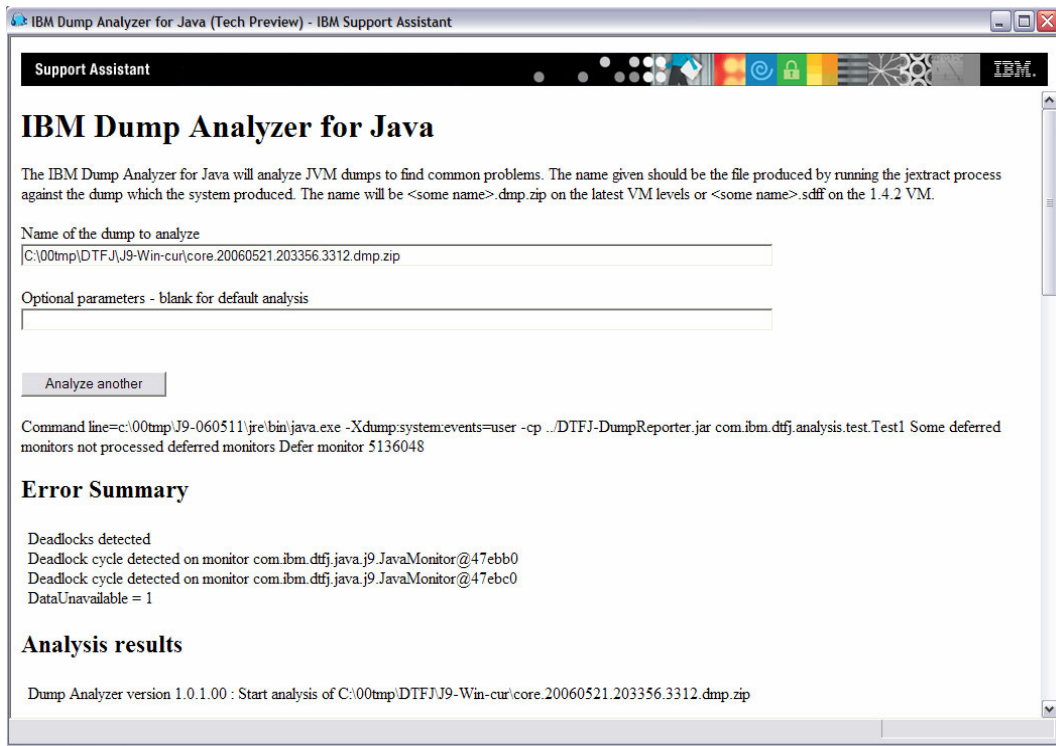 IBM Dump Analyzer for Java (Tech Preview) - IBM Support Assistant
Support Assistant
IBM.
IBM Dump Analyzer for Java
The IBM Dump Analyzer for Java will analyze JVM dumps to find common problems. The name given should be the file produced by running the jextract process
against the dump which the system produced. The name will be <some name>.dmp.zip on the latest VM levels or <some name>.sdff on the 1.4.2 VM.
Name of the dump to analyze
C:\00tmp\DTFJ\J9-Win-cur\core.20060521.203356.3312.dmp.zip
Optional parameters - blank for default analysis
Analyze another
Command line=c:\00tmp\J9-060511\jre\bin\java.exe -Xdump:system:events=user -cp ../DTFJ-DumpReporter.jar com.ibm.dtfj.analysis.test.Test1 Some deferred
monitors not processed deferred monitors Defer monitor 5136048
Error Summary
Deadlocks detected
Deadlock cycle detected on monitor com.ibm.dtfj.java.j9.JavaMonitor@47ebb0
Deadlock cycle detected on monitor com.ibm.dtfj.java.j9.JavaMonitor@47ebc0
DataUnavailable = 1
Analysis results
Dump Analyzer version 1.0.1.00 : Start analysis of C:\00tmp\DTFJ\J9-Win-cur\core.20060521.203356.3312.dmp.zip